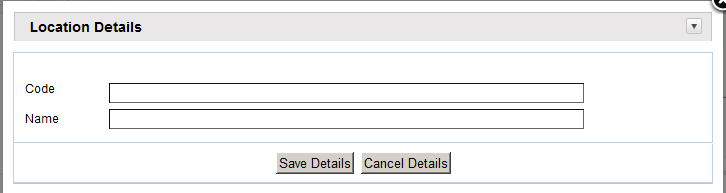 Location Details
Code
Name
Save Details Cancel Details